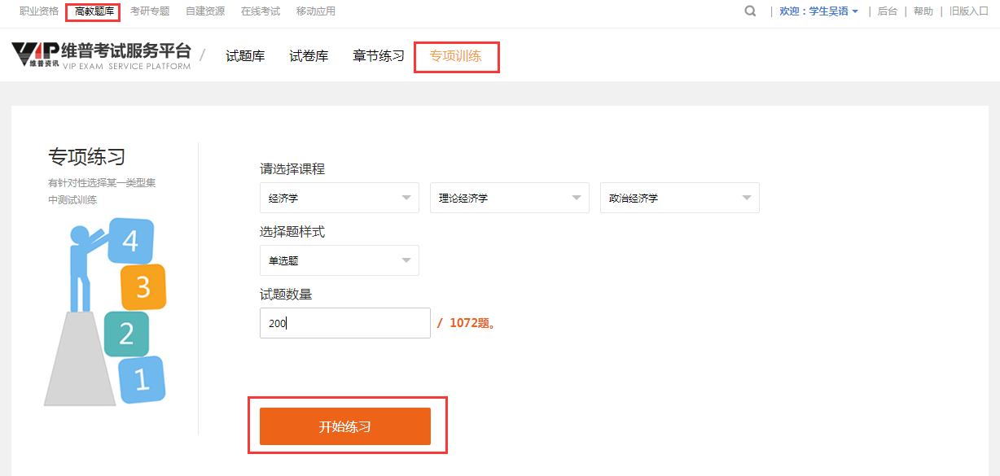 职业资格 高教题库 考研专题 自建资源 在线考试 移动应用 | 欢迎：学生吴语 | 后台 | 帮助 | 旧版入口
VIP 维普资讯 维普考试服务平台 / 试题库 试卷库 章节练习 专项训练
VIP EXAM SERVICE PLATFORM
专项练习
有针对性选择某一类型集
中测试训练
4
3
2
1
请选择课程
经济学 理论经济学 政治经济学
选择题样式
单选题
试题数量
200 / 1072题。
开始练习